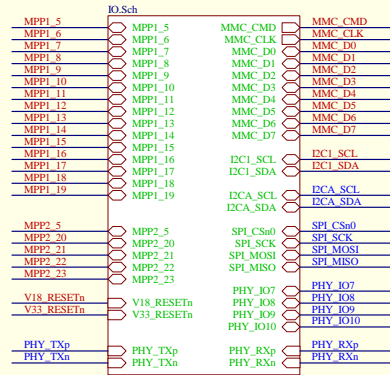 IO.Sch
MPP1_5 MPP1_5 MMC_CMD MMC_CMD
MPP1_6 MPP1_6 MMC_CLK MMC_CLK
MPP1_7 MPP1_7 MMC_D0 MMC_D0
MPP1_8 MPP1_8 MMC_D1 MMC_D1
MPP1_9 MPP1_9 MMC_D2 MMC_D2
MPP1_10 MPP1_10 MMC_D3 MMC_D3
MPP1_11 MPP1_11 MMC_D4 MMC_D4
MPP1_12 MPP1_12 MMC_D5 MMC_D5
MPP1_13 MPP1_13 MMC_D6 MMC_D6
MPP1_14 MPP1_14 MMC_D7 MMC_D7
MPP1_15 MPP1_15
MPP1_16 MPP1_16 I2C1_SCL I2C1_SCL
MPP1_17 MPP1_17 I2C1_SDA I2C1_SDA
MPP1_18 MPP1_18
MPP1_19 MPP1_19 I2CA_SCL I2CA_SCL
I2CA_SDA I2CA_SDA
MPP2_5 MPP2_5 SPI_CSn0 SPI_CSn0
MPP2_20 MPP2_20 SPI_SCK SPI_SCK
MPP2_21 MPP2_21 SPI_MOSI SPI_MOSI
MPP2_22 MPP2_22 SPI_MISO SPI_MISO
MPP2_23 MPP2_23
PHY_IO7 PHY_IO7
V18_RESETn V18_RESETn PHY_IO8 PHY_IO8
V33_RESETn V33_RESETn PHY_IO9 PHY_IO9
PHY_IO10 PHY_IO10
PHY_TXp PHY_TXp PHY_RXp PHY_RXp
PHY_TXn PHY_TXn PHY_RXn PHY_RXn